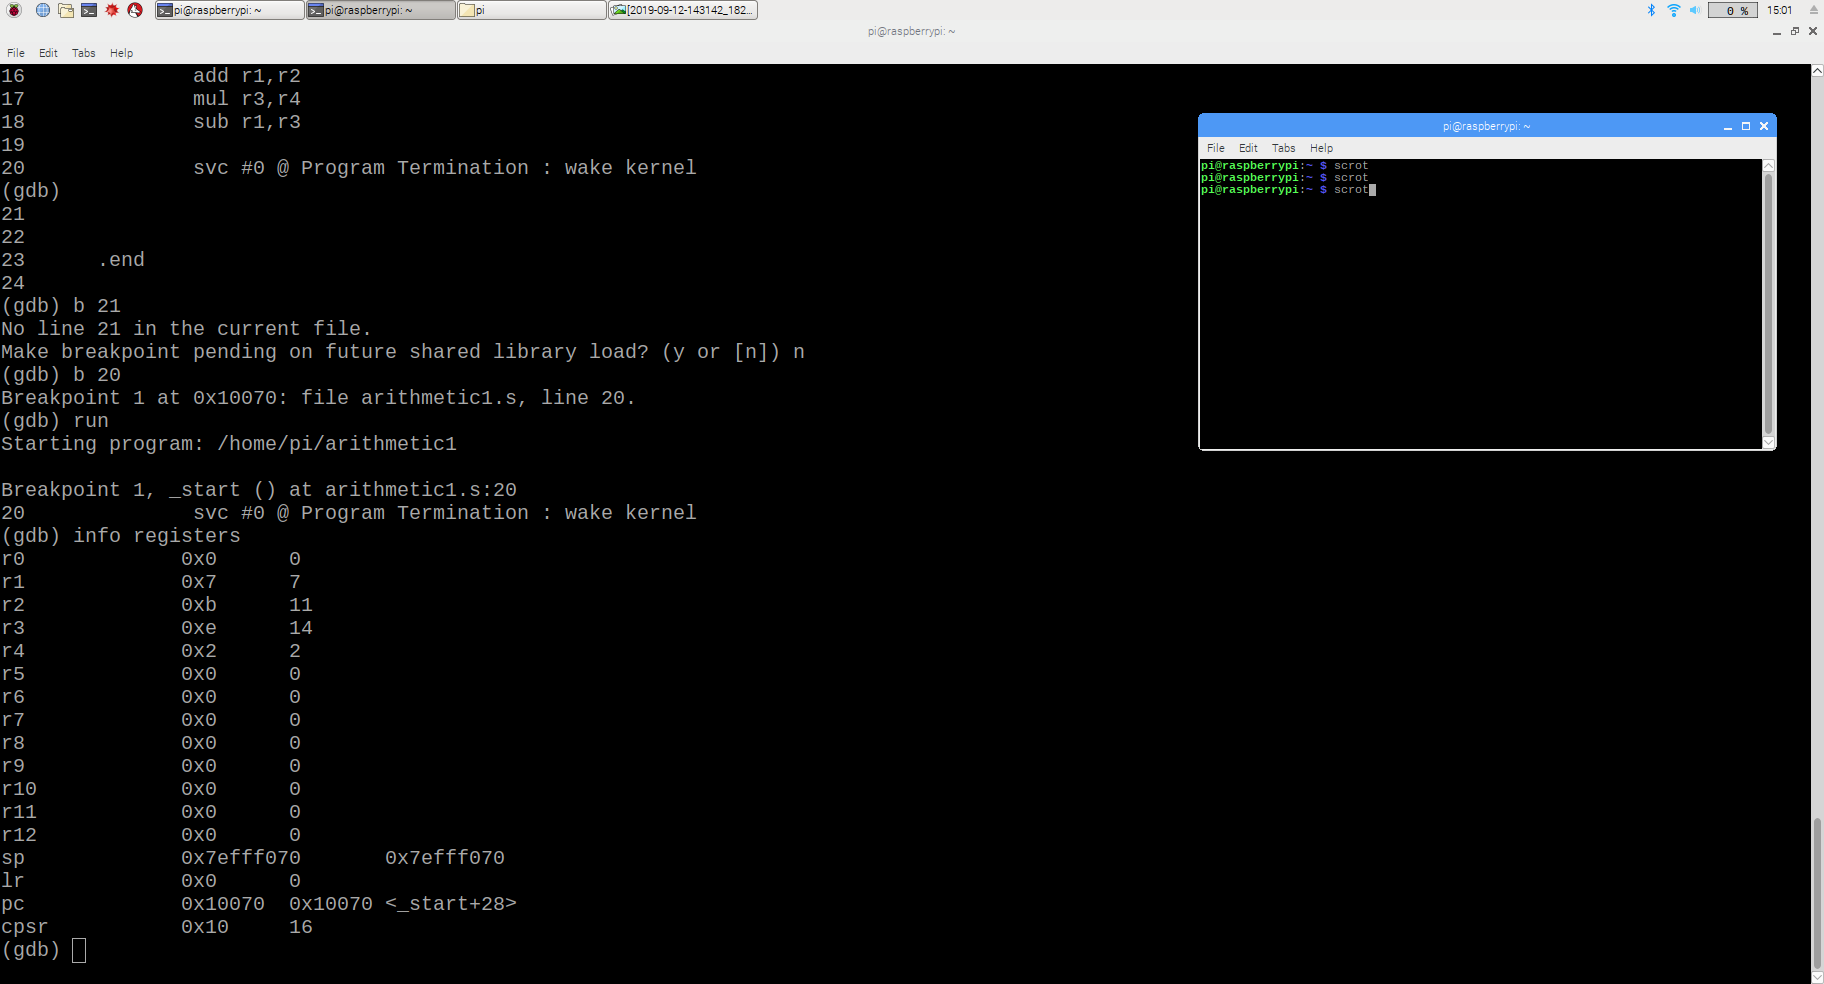 pi@raspberrypi: ~
pi@raspberrypi: ~
pi
[2019-09-12-143142_182...
0 %
15:01
pi@raspberrypi: ~
File Edit Tabs Help
16              add r1,r2
17              mul r3,r4
18              sub r1,r3
19
20              svc #0 @ Program Termination : wake kernel
(gdb)
21
22
23      .end
24
(gdb) b 21
No line 21 in the current file.
Make breakpoint pending on future shared library load? (y or [n]) n
(gdb) b 20
Breakpoint 1 at 0x10070: file arithmetic1.s, line 20.
(gdb) run
Starting program: /home/pi/arithmetic1
Breakpoint 1, _start () at arithmetic1.s:20
20              svc #0 @ Program Termination : wake kernel
(gdb) info registers
r0             0x0      0
r1             0x7      7
r2             0xb      11
r3             0xe      14
r4             0x2      2
r5             0x0      0
r6             0x0      0
r7             0x0      0
r8             0x0      0
r9             0x0      0
r10            0x0      0
r11            0x0      0
r12            0x0      0
sp             0x7efff070       0x7efff070
lr             0x0      0
pc             0x10070  0x10070 <_start+28>
cpsr           0x10     16
(gdb)
pi@raspberrypi: ~
File Edit Tabs Help
pi@raspberrypi:~ $ scrot
pi@raspberrypi:~ $ scrot
pi@raspberrypi:~ $ scrot